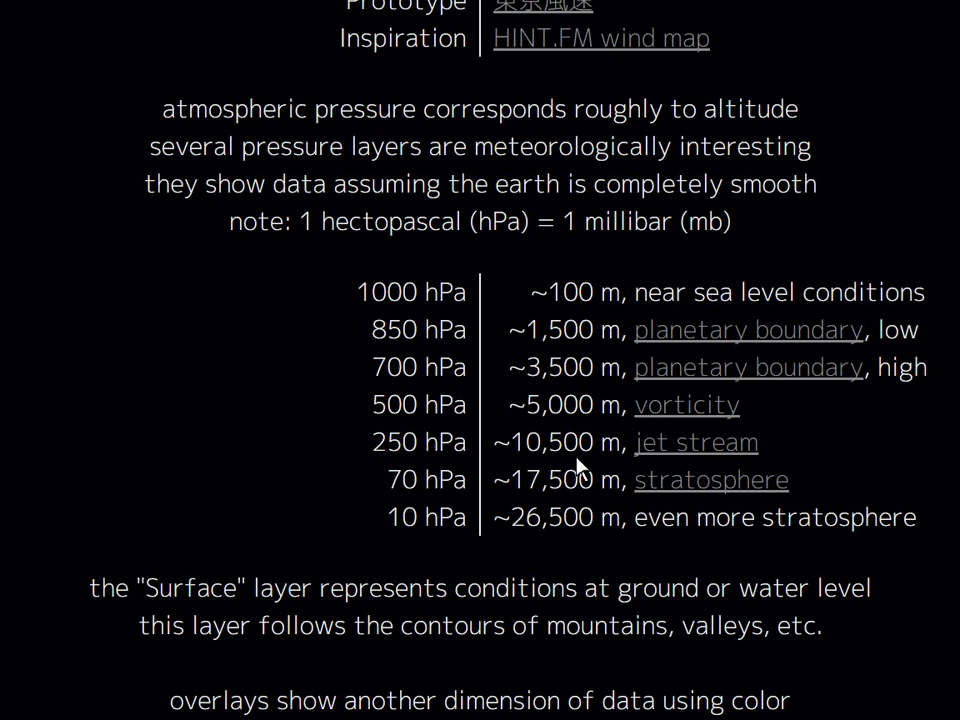 Prototype 東京風速
Inspiration HINT.FM wind map
atmospheric pressure corresponds roughly to altitude
several pressure layers are meteorologically interesting
they show data assuming the earth is completely smooth
note: 1 hectopascal (hPa) = 1 millibar (mb)
1000 hPa ~100 m, near sea level conditions
850 hPa ~1,500 m, planetary boundary, low
700 hPa ~3,500 m, planetary boundary, high
500 hPa ~5,000 m, vorticity
250 hPa ~10,500 m, jet stream
70 hPa ~17,500 m, stratosphere
10 hPa ~26,500 m, even more stratosphere
the "Surface" layer represents conditions at ground or water level
this layer follows the contours of mountains, valleys, etc.
overlays show another dimension of data using color